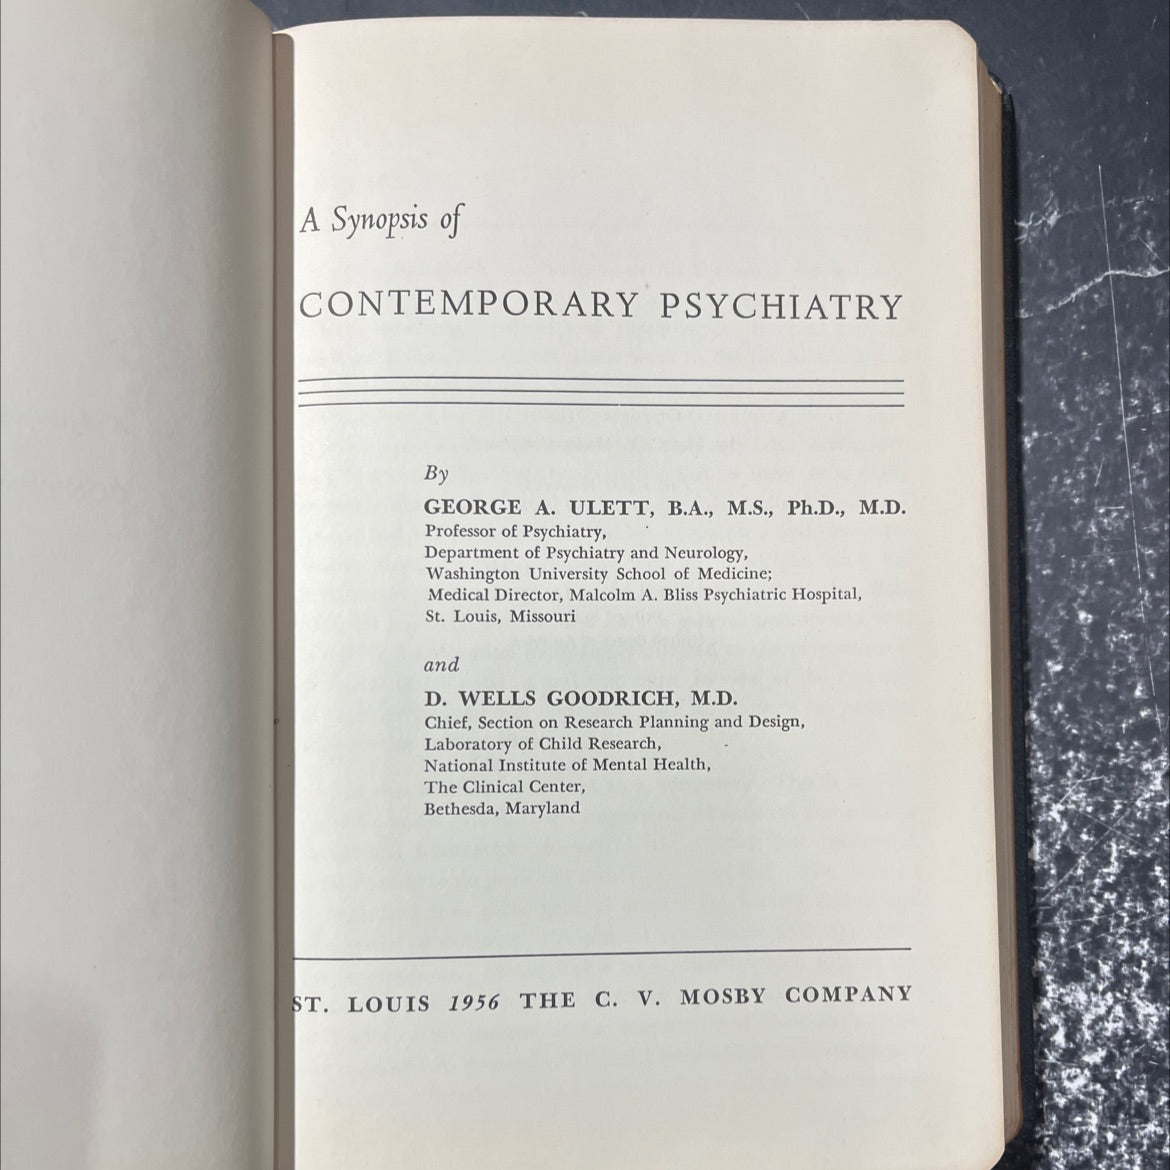 A Synopsis of
CONTEMPORARY PSYCHIATRY
By
GEORGE A. ULETT, B.A., M.S., Ph.D., M.D.
Professor of Psychiatry,
Department of Psychiatry and Neurology,
Washington University School of Medicine;
Medical Director, Malcolm A. Bliss Psychiatric Hospital,
St. Louis, Missouri
and
D. WELLS GOODRICH, M.D.
Chief, Section on Research Planning and Design,
Laboratory of Child Research,
National Institute of Mental Health,
The Clinical Center,
Bethesda, Maryland
ST. LOUIS 1956 THE C. V. MOSBY COMPANY